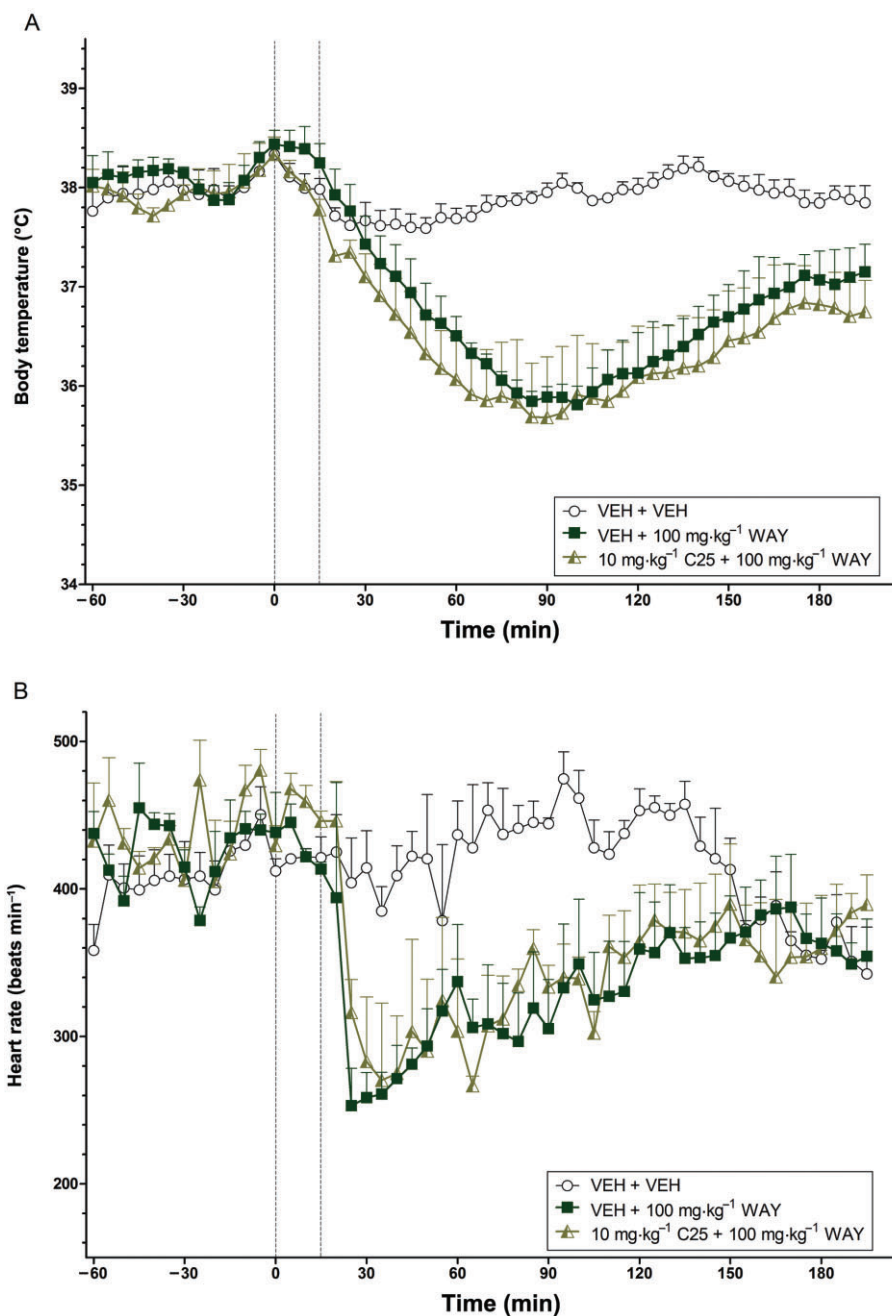 A
Body temperature (°C)
39
38
37
36
35
34
VEH + VEH
VEH + 100 mg·kg⁻¹ WAY
10 mg·kg⁻¹ C25 + 100 mg·kg⁻¹ WAY
−60 −30 0 30 60 90 120 150 180
Time (min)
B
Heart rate (beats min⁻¹)
500
400
300
200
VEH + VEH
VEH + 100 mg·kg⁻¹ WAY
10 mg·kg⁻¹ C25 + 100 mg·kg⁻¹ WAY
−60 −30 0 30 60 90 120 150 180
Time (min)